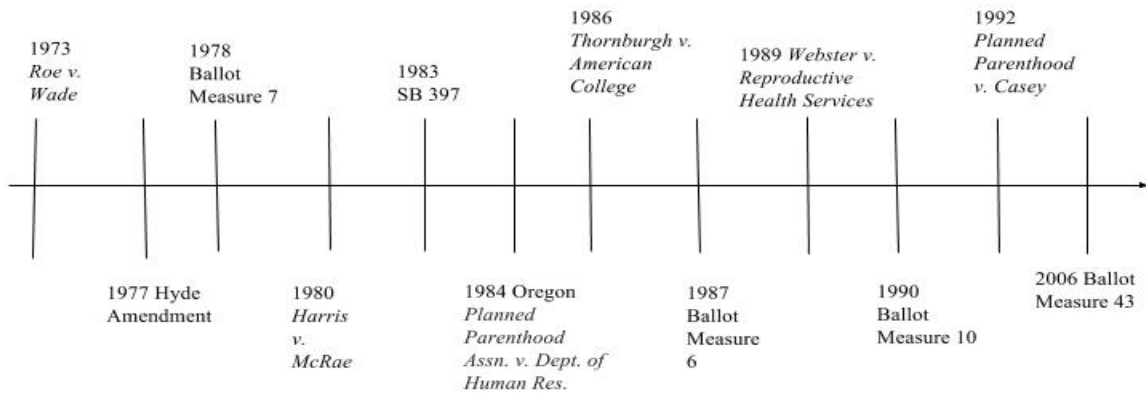 1973
Roe v.
Wade
1978
Ballot
Measure 7
1983
SB 397
1986
Thornburgh v.
American
College
1989 Webster v.
Reproductive
Health Services
1992
Planned
Parenthood
v. Casey
1977 Hyde
Amendment
1980
Harris
v.
McRae
1984 Oregon
Planned
Parenthood
Assn. v. Dept. of
Human Res.
1987
Ballot
Measure
6
1990
Ballot
Measure 10
2006 Ballot
Measure 43